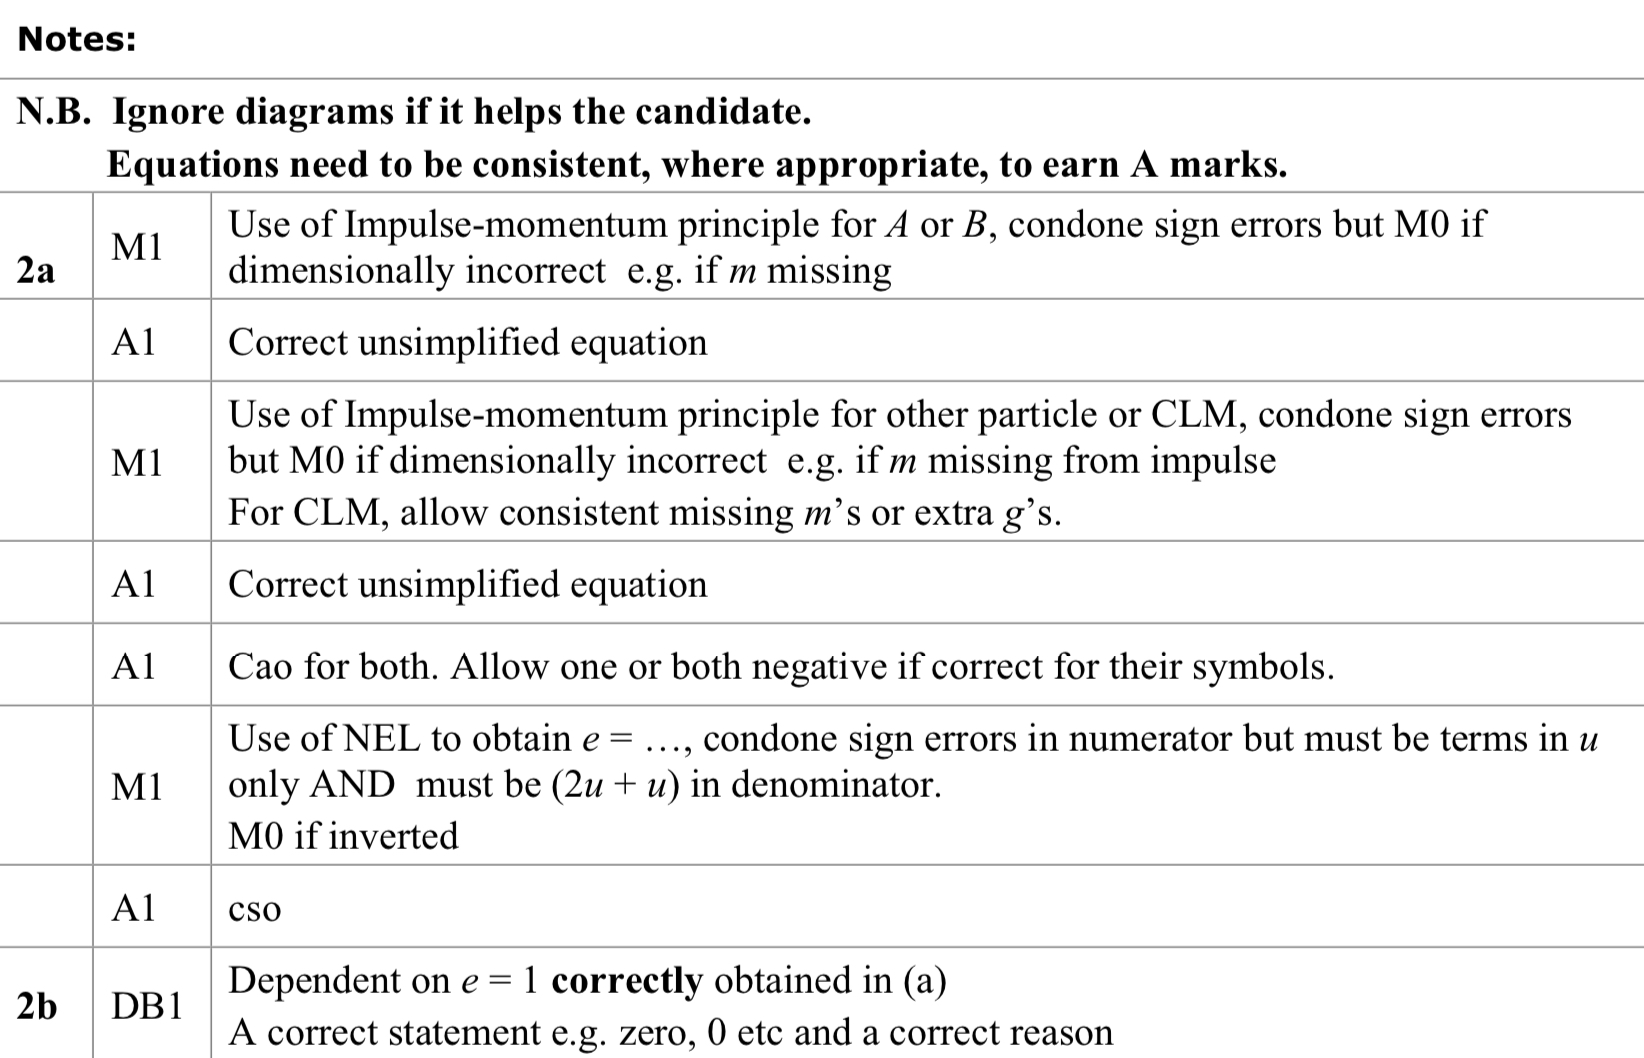 Notes:
N.B. Ignore diagrams if it helps the candidate.
Equations need to be consistent, where appropriate, to earn A marks.
2a
M1
Use of Impulse-momentum principle for A or B, condone sign errors but M0 if
dimensionally incorrect e.g. if m missing
A1
Correct unsimplified equation
M1
Use of Impulse-momentum principle for other particle or CLM, condone sign errors
but M0 if dimensionally incorrect e.g. if m missing from impulse
For CLM, allow consistent missing m’s or extra g’s.
A1
Correct unsimplified equation
A1
Cao for both. Allow one or both negative if correct for their symbols.
M1
Use of NEL to obtain e = …, condone sign errors in numerator but must be terms in u
only AND must be (2u + u) in denominator.
M0 if inverted
A1
cso
2b
DB1
Dependent on e = 1 correctly obtained in (a)
A correct statement e.g. zero, 0 etc and a correct reason